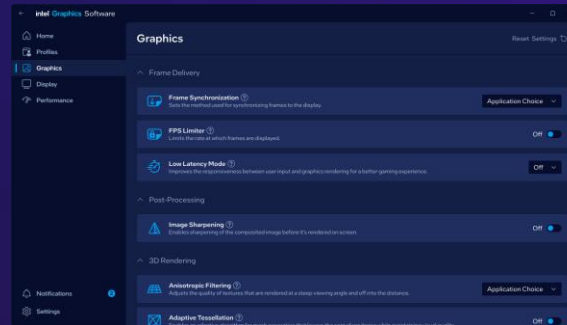 intel Graphics Software
Home
Profiles
Graphics
Display
Performance
Notifications
2
Settings
Graphics
Reset Settings
Frame Delivery
Frame Synchronization
Sets the method used for synchronizing frames to the display.
Application Choice
FPS Limiter
Limits the rate at which frames are displayed.
Off
Low Latency Mode
Improves the responsiveness between user input and graphics rendering for a better gaming experience.
Off
Post-Processing
Image Sharpening
Enables sharpening of the composited image before it's rendered on screen
Off
3D Rendering
Anisotropic Filtering
Adjusts the quality of textures that are rendered at a steep viewing angle and off into the distance.
Application Choice
Adaptive Tessellation
Off